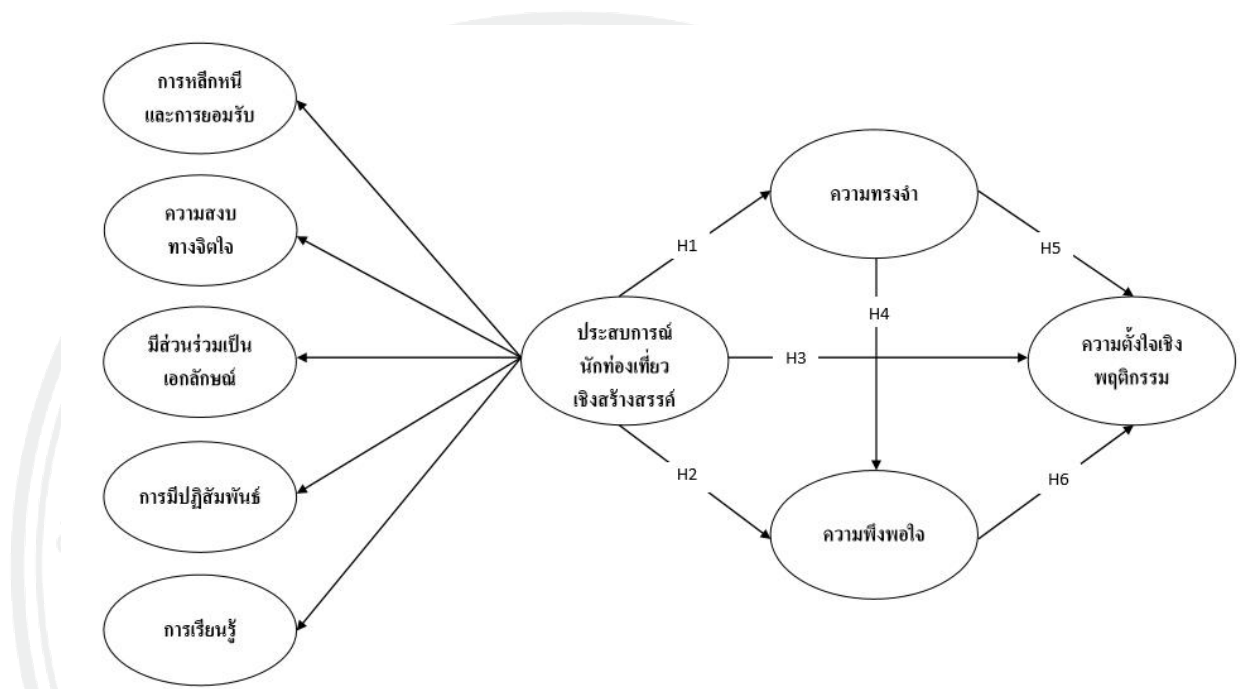 การหลีกหนี
และการยอมรับ
ความสงบ
ทางจิตใจ
มีส่วนร่วมเป็น
เอกลักษณ์
การมีปฏิสัมพันธ์
การเรียนรู้
ประสบการณ์
นักท่องเที่ยว
เชิงสร้างสรรค์
H1
H2
H3
ความทรงจำ
H4
ความพึงพอใจ
H5
H6
ความตั้งใจเชิง
พฤติกรรม